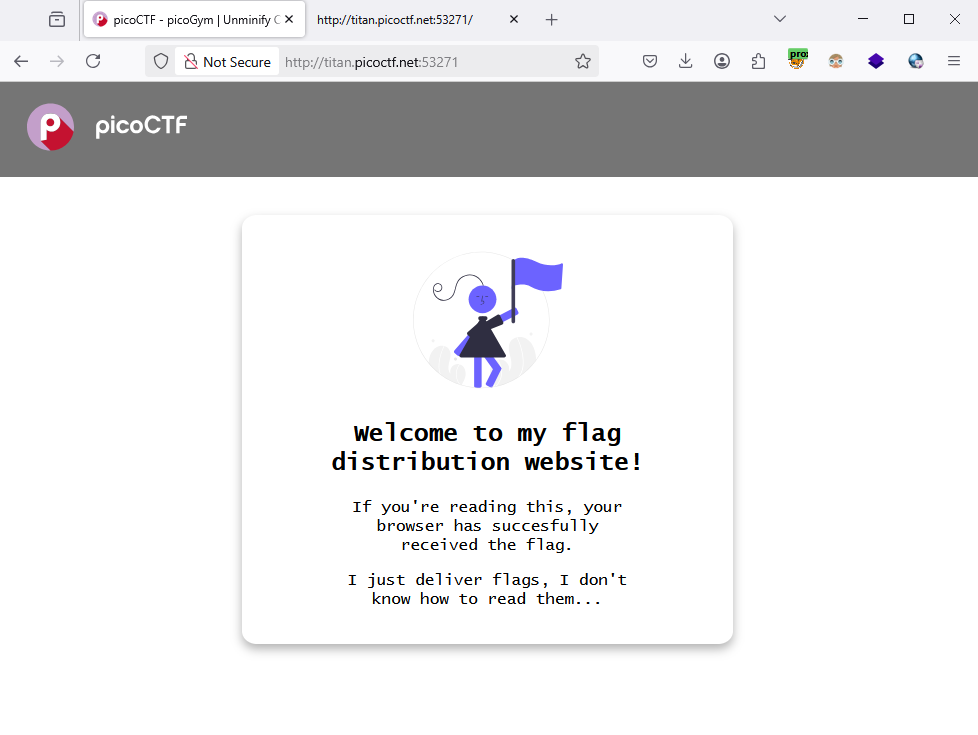 picoCTF - picoGym | Unminify C
http://titan.picoctf.net:53271/
Not Secure
http://titan.picoctf.net:53271
picoCTF
Welcome to my flag
distribution website!
If you're reading this, your
browser has succesfully
received the flag.
I just deliver flags, I don't
know how to read them...